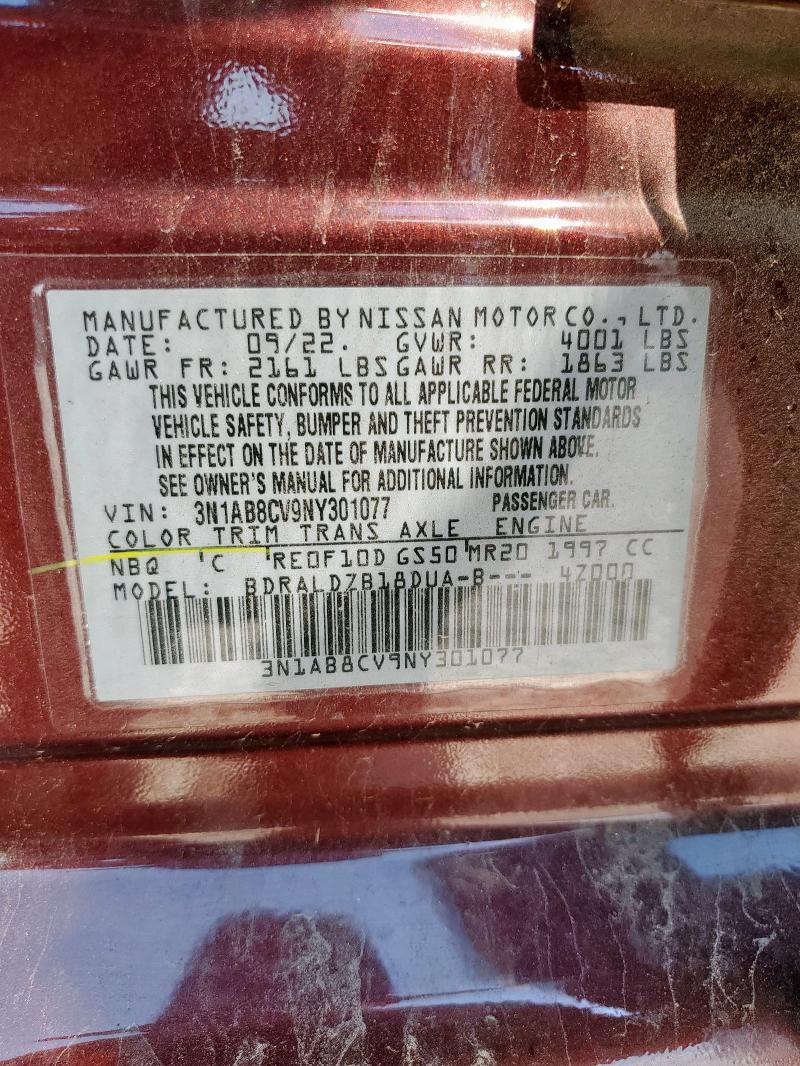 MANUFACTURED BY NISSAN MOTOR CO., LTD.
DATE: 09/22. GVWR: 4001 LBS
GAWR FR: 2161 LBS GAWR RR: 1863 LBS
THIS VEHICLE CONFORMS TO ALL APPLICABLE FEDERAL MOTOR
VEHICLE SAFETY, BUMPER AND THEFT PREVENTION STANDARDS
IN EFFECT ON THE DATE OF MANUFACTURE SHOWN ABOVE.
SEE OWNER'S MANUAL FOR ADDITIONAL INFORMATION.
VIN: 3N1AB8CV9NY301077 PASSENGER CAR.
COLOR TRIM TRANS AXLE ENGINE
NBQ 'C 'RE0F10D GS50 'MR20 1997 CC
MODEL: BDRALDZB18DUA-B--- 4Z000
3N1AB8CV9NY301077